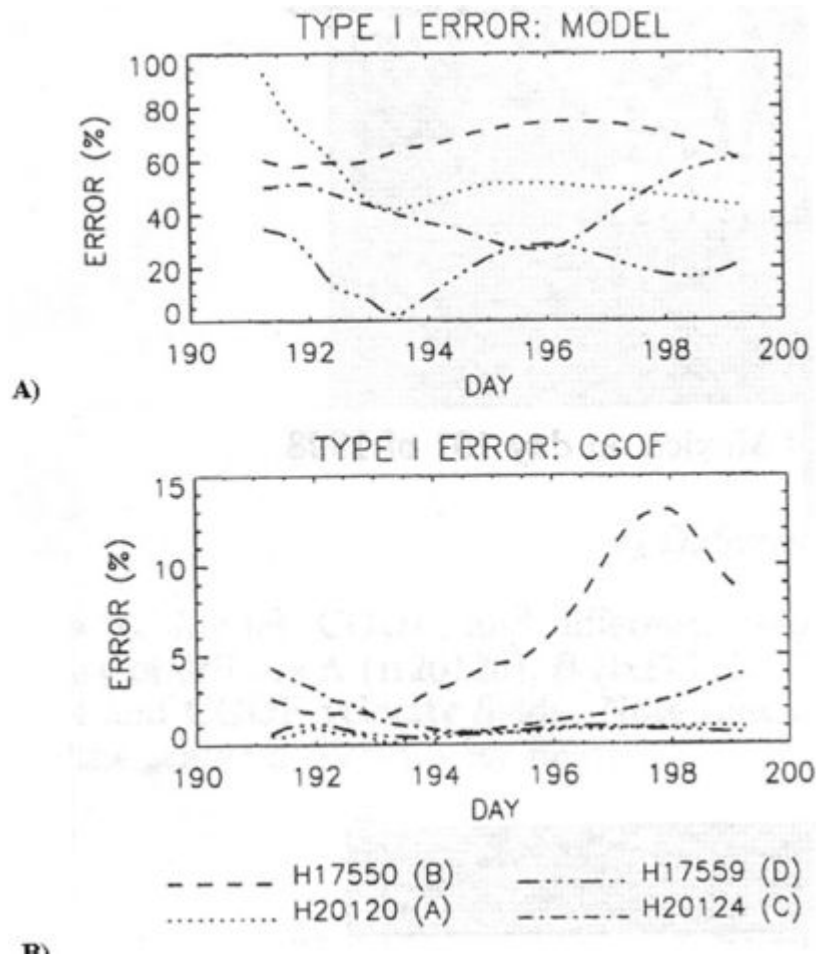 TYPE I ERROR: MODEL
100
80
60
40
20
0
ERROR (%)
190 192 194 196 198 200
DAY
A)
TYPE I ERROR: CGOF
15
10
5
0
ERROR (%)
190 192 194 196 198 200
DAY
H17550 (B) H17559 (D)
H20120 (A) H20124 (C)
B)